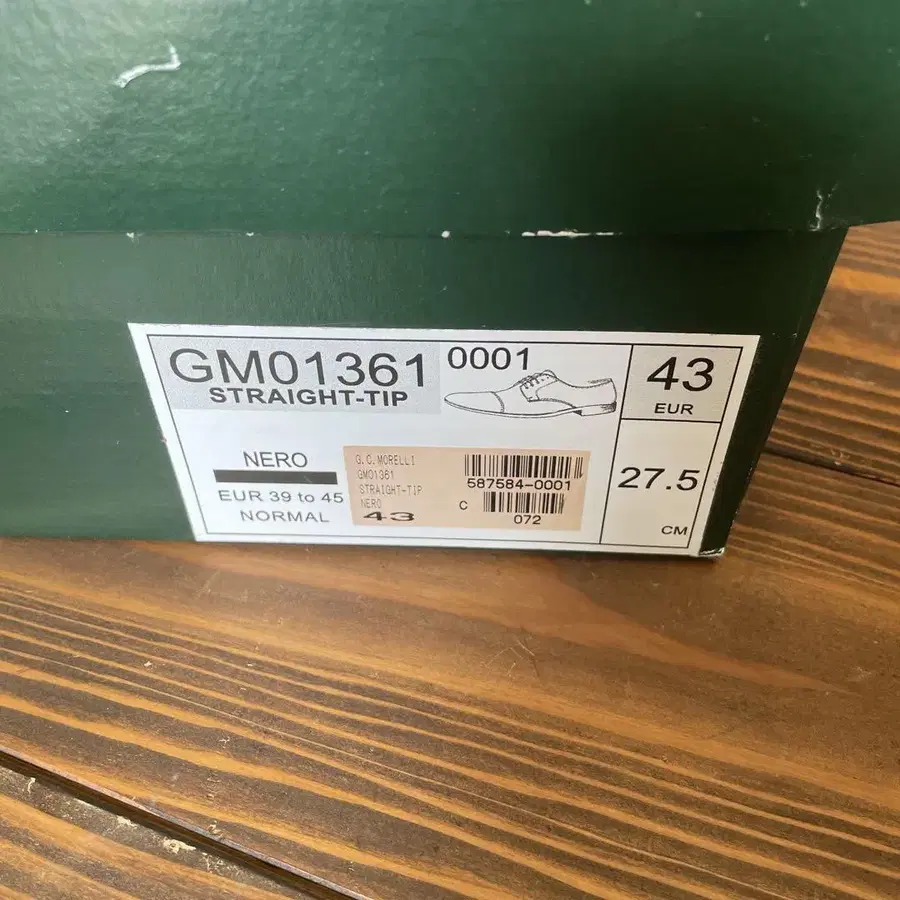 GM01361
STRAIGHT-TIP
0001
43
EUR
NERO
EUR 39 to 45
NORMAL
G.C.MORELLI
GM01361
STRAIGHT-TIP
NERO
43
587584-0001
C
072
27.5
CM